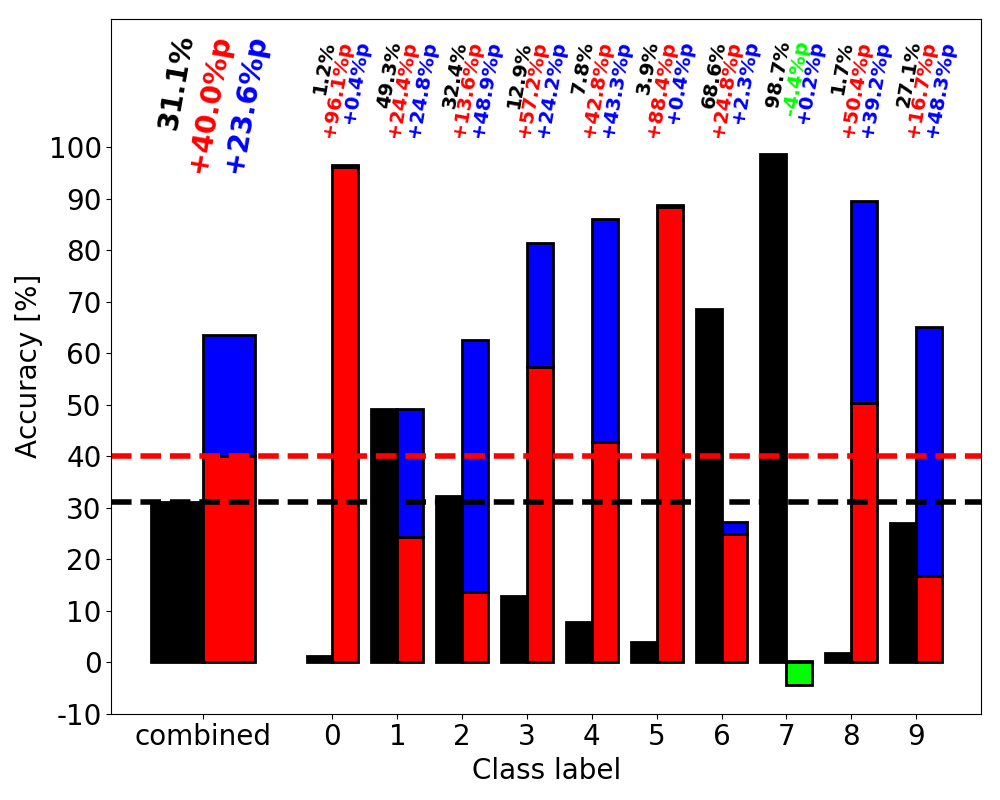 31.1%
+40.0%p
+23.6%p
1.2%
+96.1%p
+0.4%p
49.3%
+24.4%p
+24.8%p
32.4%
+13.6%p
+48.9%p
12.9%
+57.2%p
+24.2%p
7.8%
+42.8%p
+43.3%p
3.9%
+88.4%p
+0.4%p
68.6%
+24.8%p
+2.3%p
98.7%
-4.4%p
+0.2%p
1.7%
+50.4%p
+39.2%p
27.1%
+16.7%p
+48.3%p
Accuracy [%]
100
90
80
70
60
50
40
30
20
10
0
-10
combined 0 1 2 3 4 5 6 7 8 9
Class label